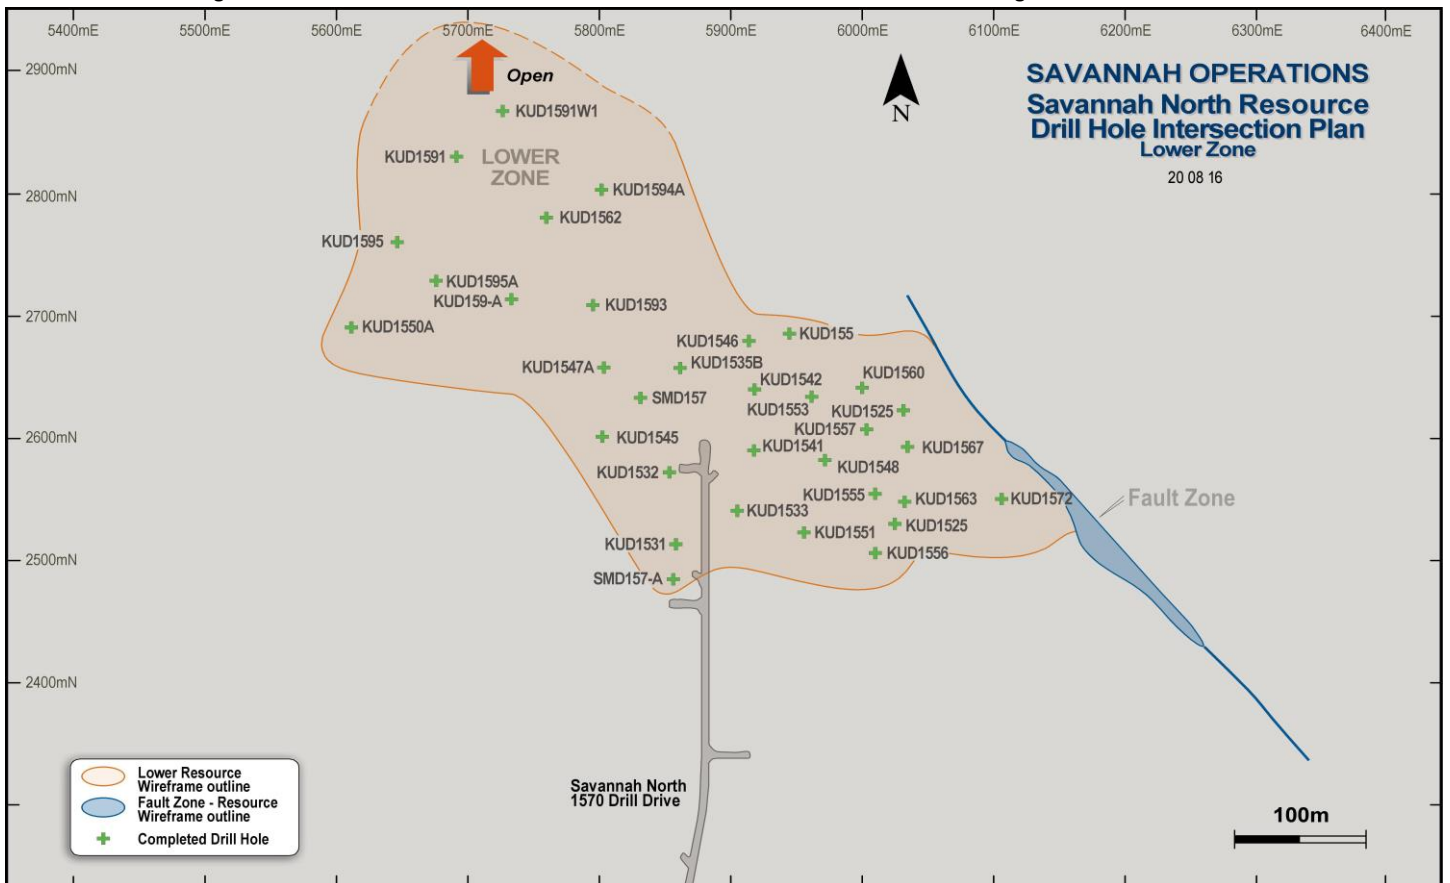 5400mE 5500mE 5600mE 5700mE 5800mE 5900mE 6000mE 6100mE 6200mE 6300mE 6400mE
2900mN
Open
N
SAVANNAH OPERATIONS
Savannah North Resource
Drill Hole Intersection Plan
Lower Zone
20 08 16
KUD1591W1
KUD1591
LOWER
ZONE
2800mN
KUD1594A
KUD1562
KUD1595
KUD1595A
KUD159-A
KUD1593
2700mN
KUD1550A
KUD155
KUD1546
KUD1547A
KUD1535B
KUD1542
KUD1560
SMD157
KUD1553
KUD1525
KUD1557
2600mN
KUD1545
KUD1541
KUD1567
KUD1532
KUD1548
KUD1555
KUD1563
KUD1572
Fault Zone
KUD1533
KUD1551
KUD1525
KUD1531
KUD1556
2500mN
SMD157-A
2400mN
Savannah North
1570 Drill Drive
Lower Resource
Wireframe outline
Fault Zone - Resource
Wireframe outline
Completed Drill Hole
100m